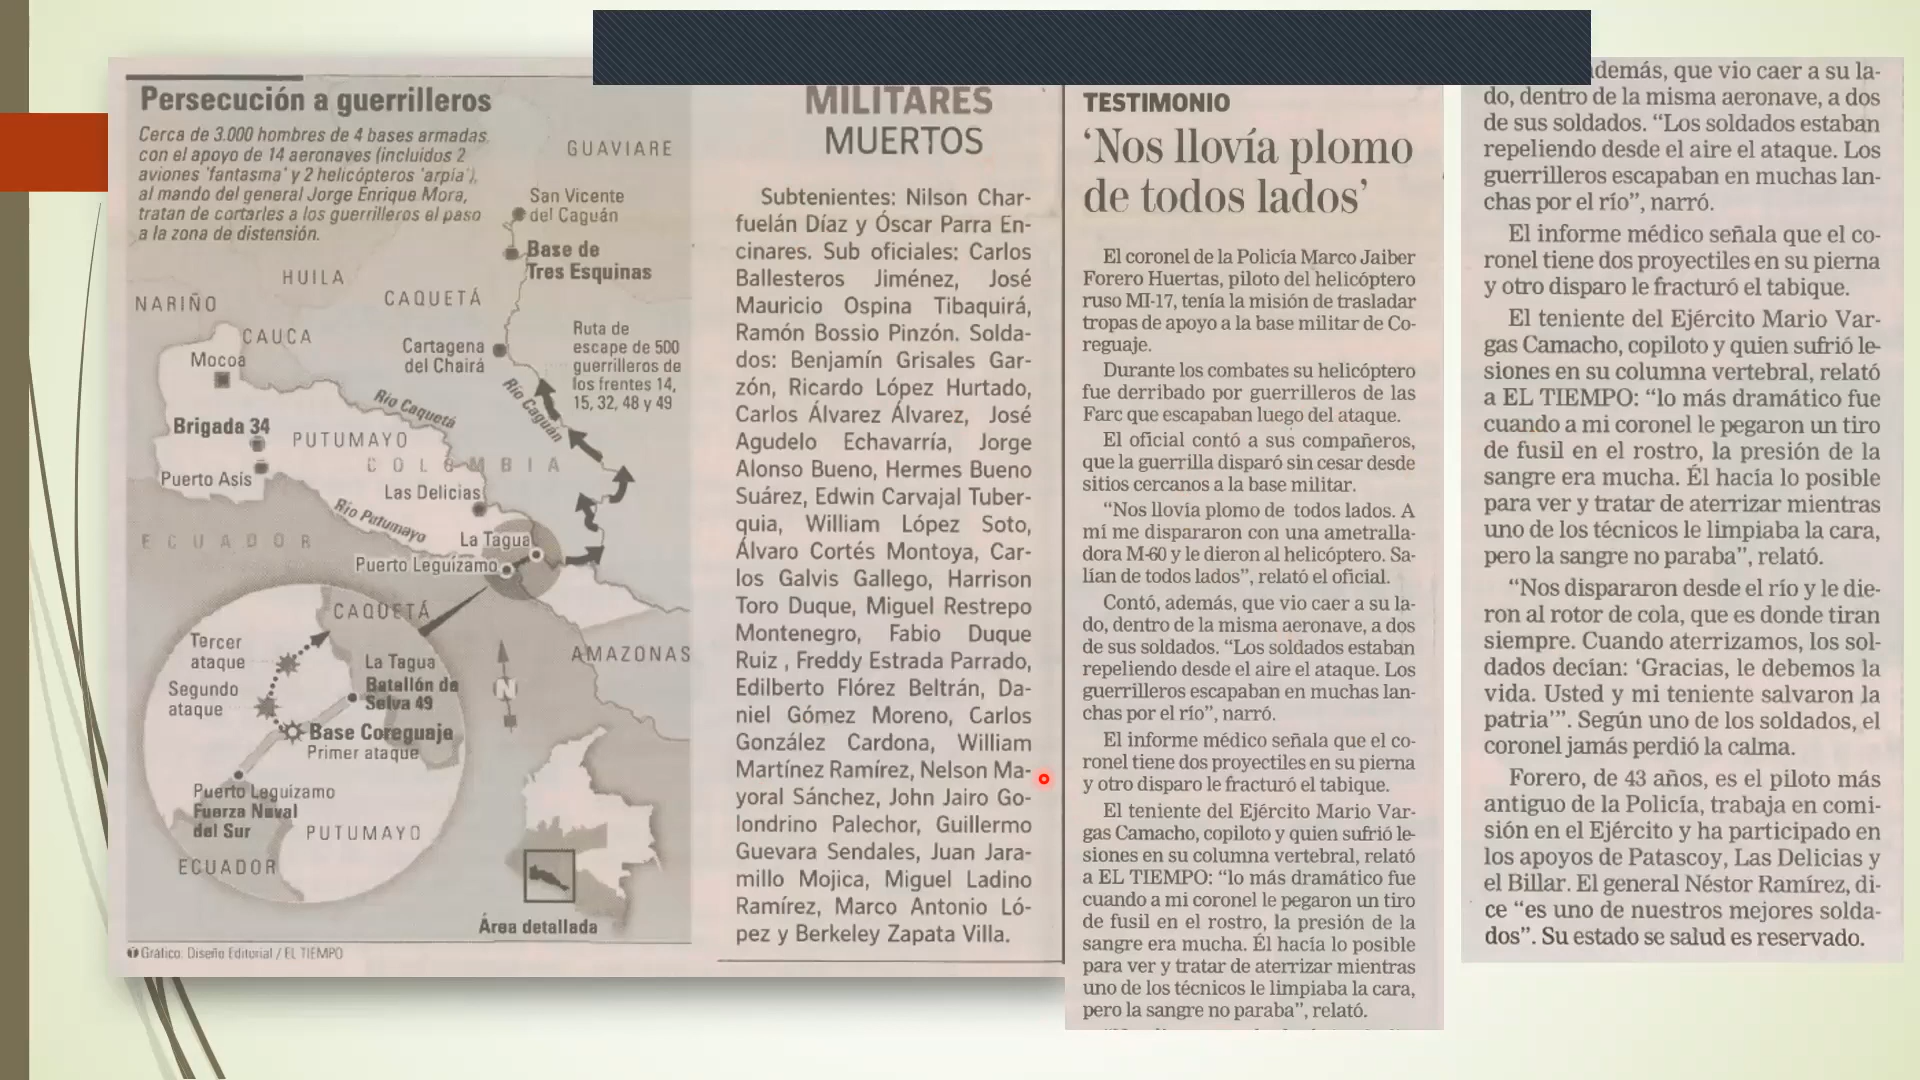 Persecución a guerrilleros
Cerca de 3.000 hombres de 4 bases armadas,
con el apoyo de 14 aeronaves (incluidos 2
aviones 'fantasma' y 2 helicópteros 'arpía'),
al mando del general Jorge Enrique Mora,
tratan de cortarles a los guerrilleros el paso
a la zona de distensión.
GUAVIARE
San Vicente
del Caguán
Base de
Tres Esquinas
HUILA
CAQUETÁ
NARIÑO
CAUCA
Mocoa
Cartagena
del Chairá
Ruta de
escape de 500
guerrilleros de
los frentes 14,
15, 32, 48 y 49
Río Caquetá
Río Caguán
Brigada 34
PUTUMAYO
COLOMBIA
Puerto Asís
Las Delicias
Río Putumayo
ECUADOR
La Tagua
Puerto Leguízamo
CAQUETÁ
Tercer
ataque
La Tagua
Batallón de
Selva 49
Segundo
ataque
Base Coreguaje
Primer ataque
Puerto Leguízamo
Fuerza Naval
del Sur
PUTUMAYO
ECUADOR
N
AMAZONAS
Área detallada
Gráfico: Diseño Editorial / EL TIEMPO
MILITARES
MUERTOS
Subtenientes: Nilson Char-
fuelán Díaz y Óscar Parra En-
cinares. Sub oficiales: Carlos
Ballesteros Jiménez, José
Mauricio Ospina Tibaquirá,
Ramón Bossio Pinzón. Solda-
dos: Benjamín Grisales Gar-
zón, Ricardo López Hurtado,
Carlos Álvarez Álvarez, José
Agudelo Echavarría, Jorge
Alonso Bueno, Hermes Bueno
Suárez, Edwin Carvajal Tuber-
quia, William López Soto,
Álvaro Cortés Montoya, Car-
los Galvis Gallego, Harrison
Toro Duque, Miguel Restrepo
Montenegro, Fabio Duque
Ruiz , Freddy Estrada Parrado,
Edilberto Flórez Beltrán, Da-
niel Gómez Moreno, Carlos
González Cardona, William
Martínez Ramírez, Nelson Ma-
yoral Sánchez, John Jairo Go-
londrino Palechor, Guillermo
Guevara Sendales, Juan Jara-
millo Mojica, Miguel Ladino
Ramírez, Marco Antonio Ló-
pez y Berkeley Zapata Villa.
TESTIMONIO
'Nos llovía plomo
de todos lados'
El coronel de la Policía Marco Jaiber
Forero Huertas, piloto del helicóptero
ruso MI-17, tenía la misión de trasladar
tropas de apoyo a la base militar de Co-
reguaje.
Durante los combates su helicóptero
fue derribado por guerrilleros de las
Farc que escapaban luego del ataque.
El oficial contó a sus compañeros,
que la guerrilla disparó sin cesar desde
sitios cercanos a la base militar.
“Nos llovía plomo de todos lados. A
mí me dispararon con una ametralla-
dora M-60 y le dieron al helicóptero. Sa-
lían de todos lados”, relató el oficial.
Contó, además, que vio caer a su la-
do, dentro de la misma aeronave, a dos
de sus soldados. “Los soldados estaban
repeliendo desde el aire el ataque. Los
guerrilleros escapaban en muchas lan-
chas por el río”, narró.
El informe médico señala que el co-
ronel tiene dos proyectiles en su pierna
y otro disparo le fracturó el tabique.
El teniente del Ejército Mario Var-
gas Camacho, copiloto y quien sufrió le-
siones en su columna vertebral, relató
a EL TIEMPO: “lo más dramático fue
cuando a mi coronel le pegaron un tiro
de fusil en el rostro, la presión de la
sangre era mucha. Él hacía lo posible
para ver y tratar de aterrizar mientras
uno de los técnicos le limpiaba la cara,
pero la sangre no paraba”, relató.
demás, que vio caer a su la-
do, dentro de la misma aeronave, a dos
de sus soldados. “Los soldados estaban
repeliendo desde el aire el ataque. Los
guerrilleros escapaban en muchas lan-
chas por el río”, narró.
El informe médico señala que el co-
ronel tiene dos proyectiles en su pierna
y otro disparo le fracturó el tabique.
El teniente del Ejército Mario Var-
gas Camacho, copiloto y quien sufrió le-
siones en su columna vertebral, relató
a EL TIEMPO: “lo más dramático fue
cuando a mi coronel le pegaron un tiro
de fusil en el rostro, la presión de la
sangre era mucha. Él hacía lo posible
para ver y tratar de aterrizar mientras
uno de los técnicos le limpiaba la cara,
pero la sangre no paraba”, relató.
“Nos dispararon desde el río y le die-
ron al rotor de cola, que es donde tiran
siempre. Cuando aterrizamos, los sol-
dados decían: ‘Gracias, le debemos la
vida. Usted y mi teniente salvaron la
patria’”. Según uno de los soldados, el
coronel jamás perdió la calma.
Forero, de 43 años, es el piloto más
antiguo de la Policía, trabaja en comi-
sión en el Ejército y ha participado en
los apoyos de Patascoy, Las Delicias y
el Billar. El general Néstor Ramírez, di-
ce “es uno de nuestros mejores solda-
dos”. Su estado se salud es reservado.